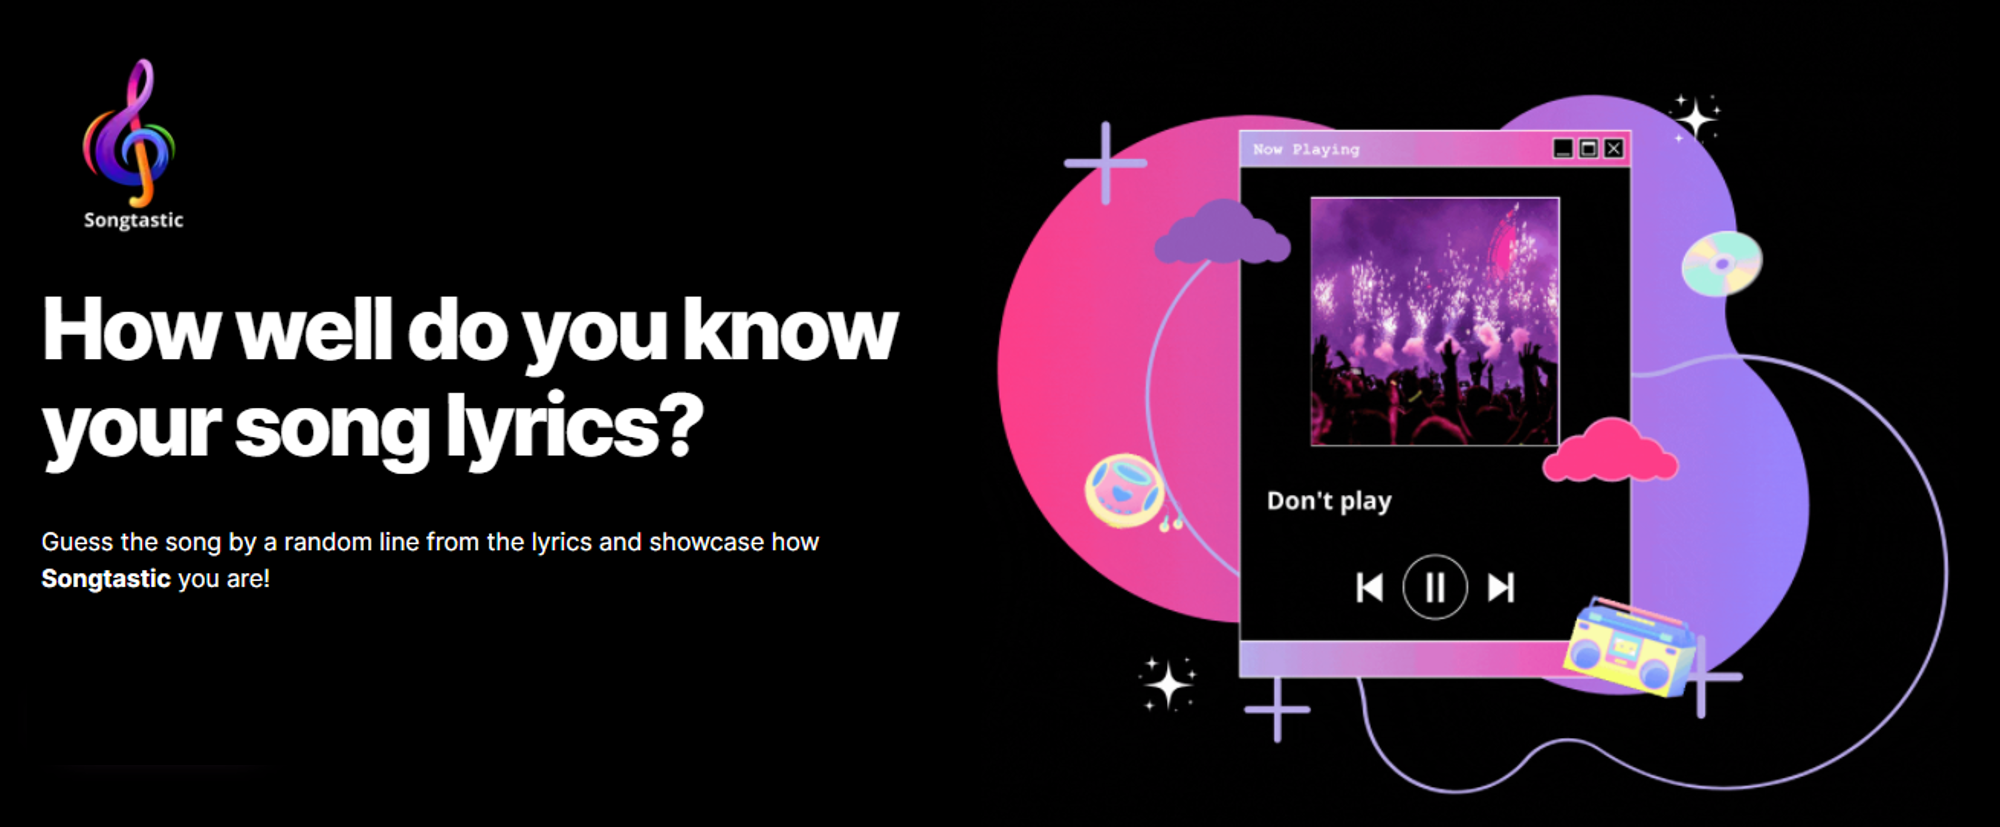 Songtastic
How well do you know
your song lyrics?
Guess the song by a random line from the lyrics and showcase how
Songtastic you are!
Now Playing
Don't play